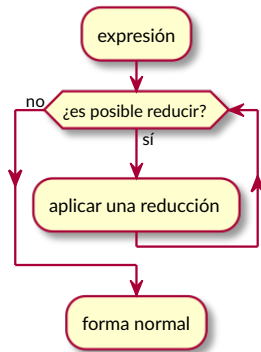 expresión
no
¿es posible reducir?
sí
aplicar una reducción
forma normal